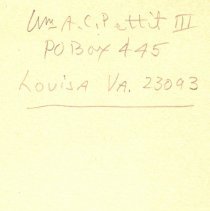 Wm A. C. Pettit III
PO Box 445
Louisa VA. 23093